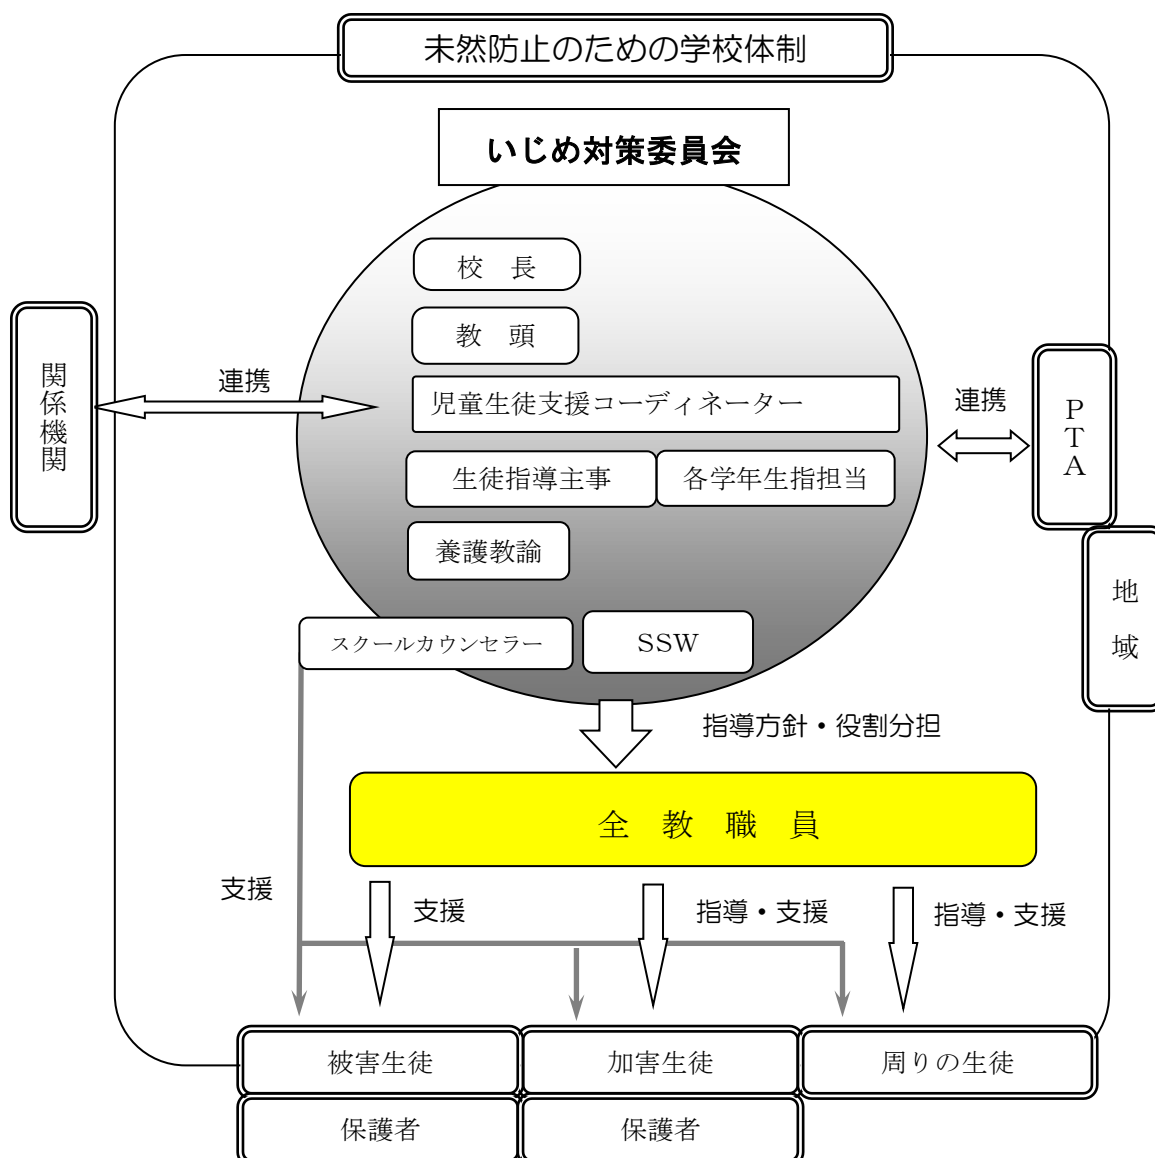 未然防止のための学校体制
いじめ対策委員会
校　長
教　頭
児童生徒支援コーディネーター
生徒指導主事
各学年生指担当
養護教諭
スクールカウンセラー
SSW
関係機関
連携
連携
PTA
地域
指導方針・役割分担
全　教　職　員
支援
支援
指導・支援
指導・支援
被害生徒
加害生徒
周りの生徒
保護者
保護者